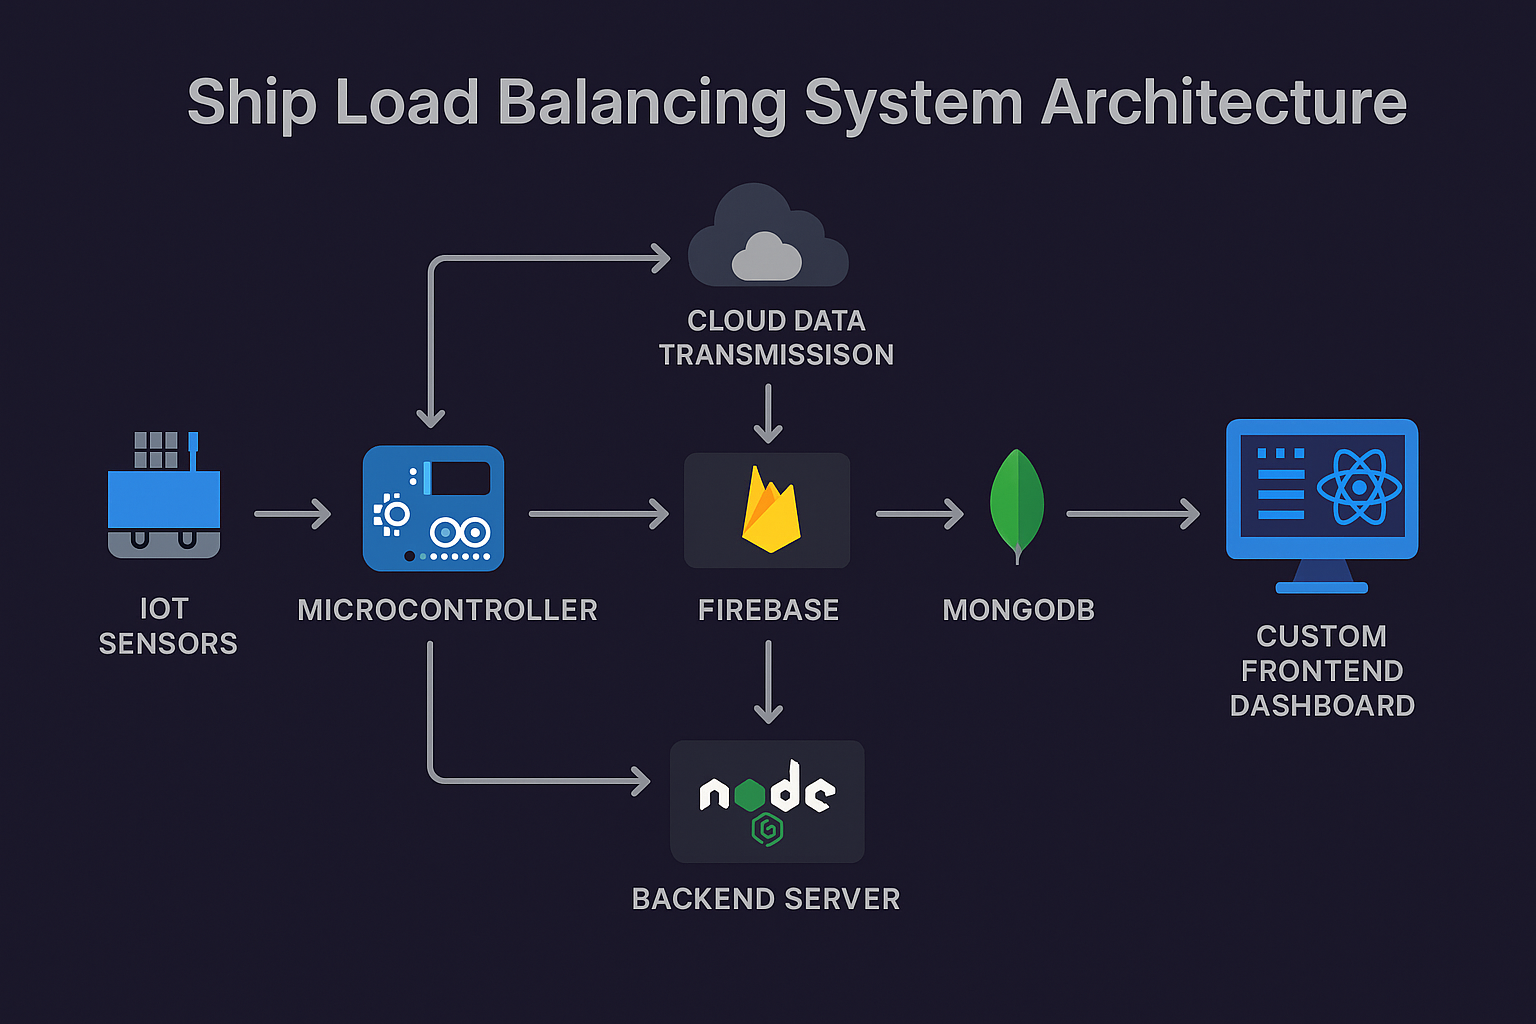 Ship Load Balancing System Architecture
CLOUD DATA
TRANSMISSISON
IOT
SENSORS
MICROCONTROLLER
FIREBASE
MONGODB
CUSTOM
FRONTEND
DASHBOARD
node
BACKEND SERVER